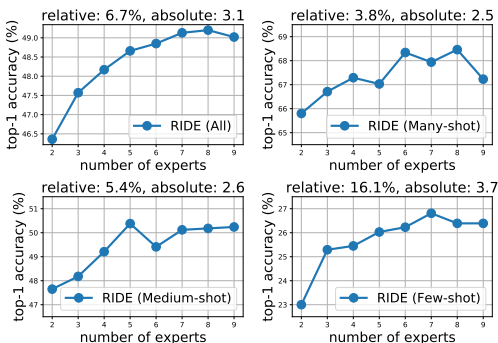 relative: 6.7%, absolute: 3.1
top-1 accuracy (%)
49.0
48.5
48.0
47.5
47.0
46.5
RIDE (All)
2 3 4 5 6 7 8 9
number of experts
relative: 3.8%, absolute: 2.5
top-1 accuracy (%)
69
68
67
66
65
RIDE (Many-shot)
2 3 4 5 6 7 8 9
number of experts
relative: 5.4%, absolute: 2.6
top-1 accuracy (%)
51
50
49
48
47
RIDE (Medium-shot)
2 3 4 5 6 7 8 9
number of experts
relative: 16.1%, absolute: 3.7
top-1 accuracy (%)
27
26
25
24
23
RIDE (Few-shot)
2 3 4 5 6 7 8 9
number of experts